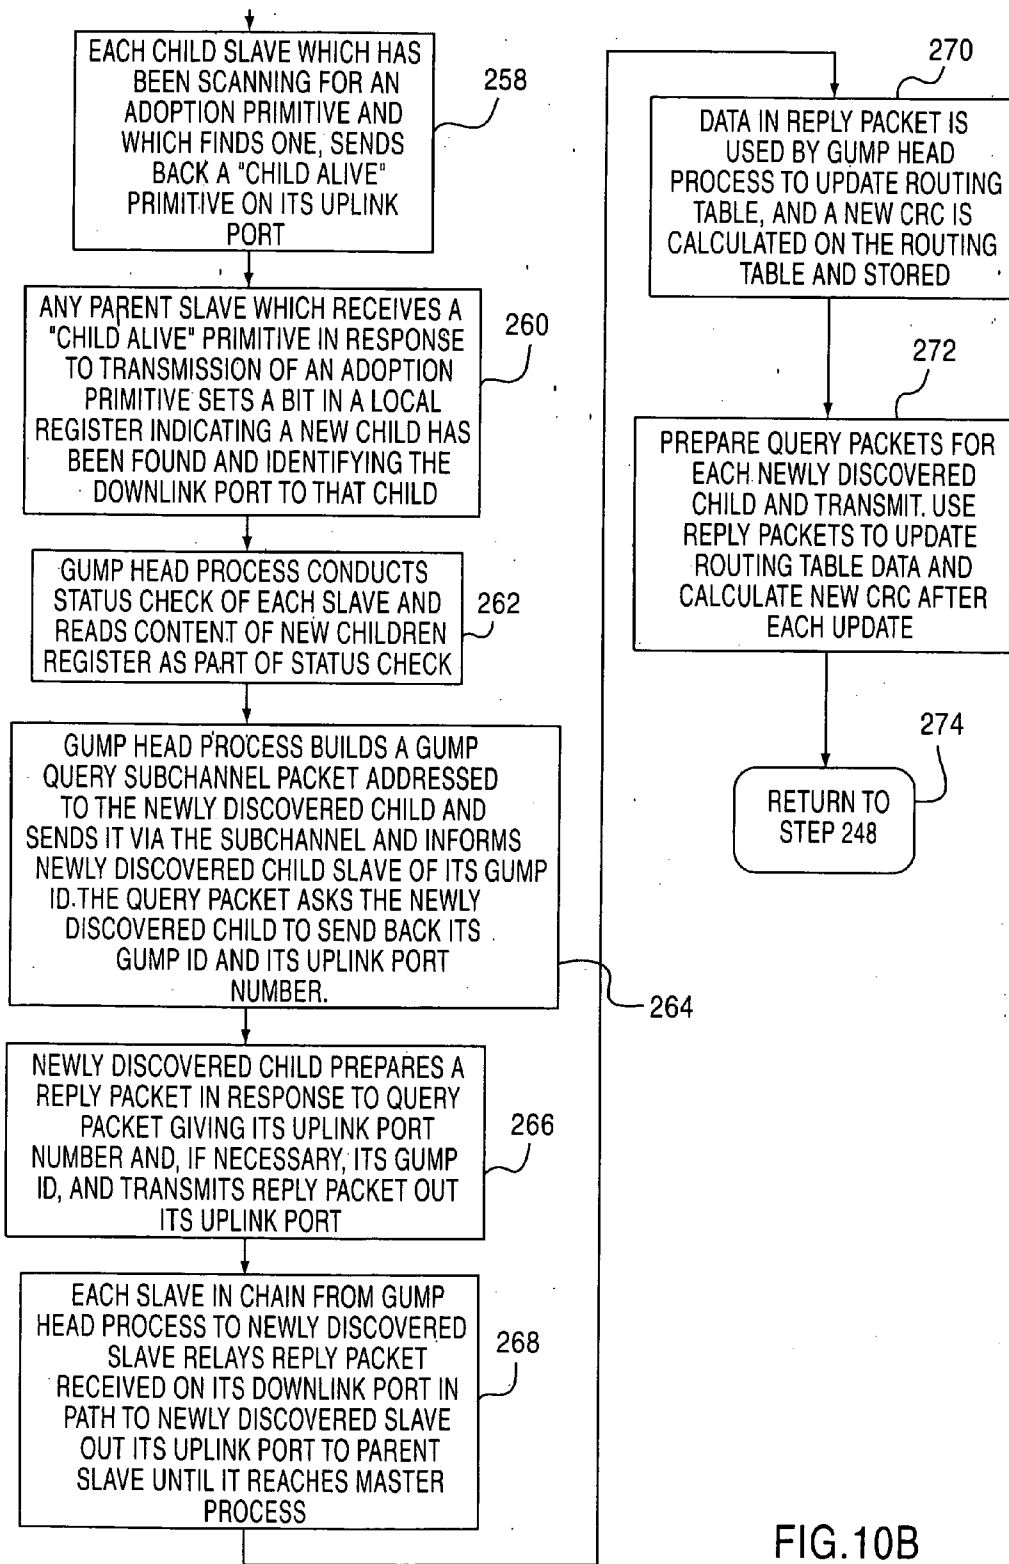 EACH CHILD SLAVE WHICH HAS
BEEN SCANNING FOR AN
ADOPTION PRIMITIVE AND
WHICH FINDS ONE, SENDS
BACK A "CHILD ALIVE"
PRIMITIVE ON ITS UPLINK
PORT
258
ANY PARENT SLAVE WHICH RECEIVES A
"CHILD ALIVE" PRIMITIVE IN RESPONSE
TO TRANSMISSION OF AN ADOPTION
PRIMITIVE SETS A BIT IN A LOCAL
REGISTER INDICATING A NEW CHILD HAS
BEEN FOUND AND IDENTIFYING THE
DOWNLINK PORT TO THAT CHILD
260
GUMP HEAD PROCESS CONDUCTS
STATUS CHECK OF EACH SLAVE AND
READS CONTENT OF NEW CHILDREN
REGISTER AS PART OF STATUS CHECK
262
GUMP HEAD PROCESS BUILDS A GUMP
QUERY SUBCHANNEL PACKET ADDRESSED
TO THE NEWLY DISCOVERED CHILD AND
SENDS IT VIA THE SUBCHANNEL AND INFORMS
NEWLY DISCOVERED CHILD SLAVE OF ITS GUMP
ID. THE QUERY PACKET ASKS THE NEWLY
DISCOVERED CHILD TO SEND BACK ITS
GUMP ID AND ITS UPLINK PORT
NUMBER.
264
NEWLY DISCOVERED CHILD PREPARES A
REPLY PACKET IN RESPONSE TO QUERY
PACKET GIVING ITS UPLINK PORT
NUMBER AND, IF NECESSARY, ITS GUMP
ID, AND TRANSMITS REPLY PACKET OUT
ITS UPLINK PORT
266
EACH SLAVE IN CHAIN FROM GUMP
HEAD PROCESS TO NEWLY DISCOVERED
SLAVE RELAYS REPLY PACKET
RECEIVED ON ITS DOWNLINK PORT IN
PATH TO NEWLY DISCOVERED SLAVE
OUT ITS UPLINK PORT TO PARENT
SLAVE UNTIL IT REACHES MASTER
PROCESS
268
270
DATA IN REPLY PACKET IS
USED BY GUMP HEAD
PROCESS TO UPDATE ROUTING
TABLE, AND A NEW CRC IS
CALCULATED ON THE ROUTING
TABLE AND STORED
272
PREPARE QUERY PACKETS FOR
EACH NEWLY DISCOVERED
CHILD AND TRANSMIT. USE
REPLY PACKETS TO UPDATE
ROUTING TABLE DATA AND
CALCULATE NEW CRC AFTER
EACH UPDATE
274
RETURN TO
STEP 248
FIG.10B